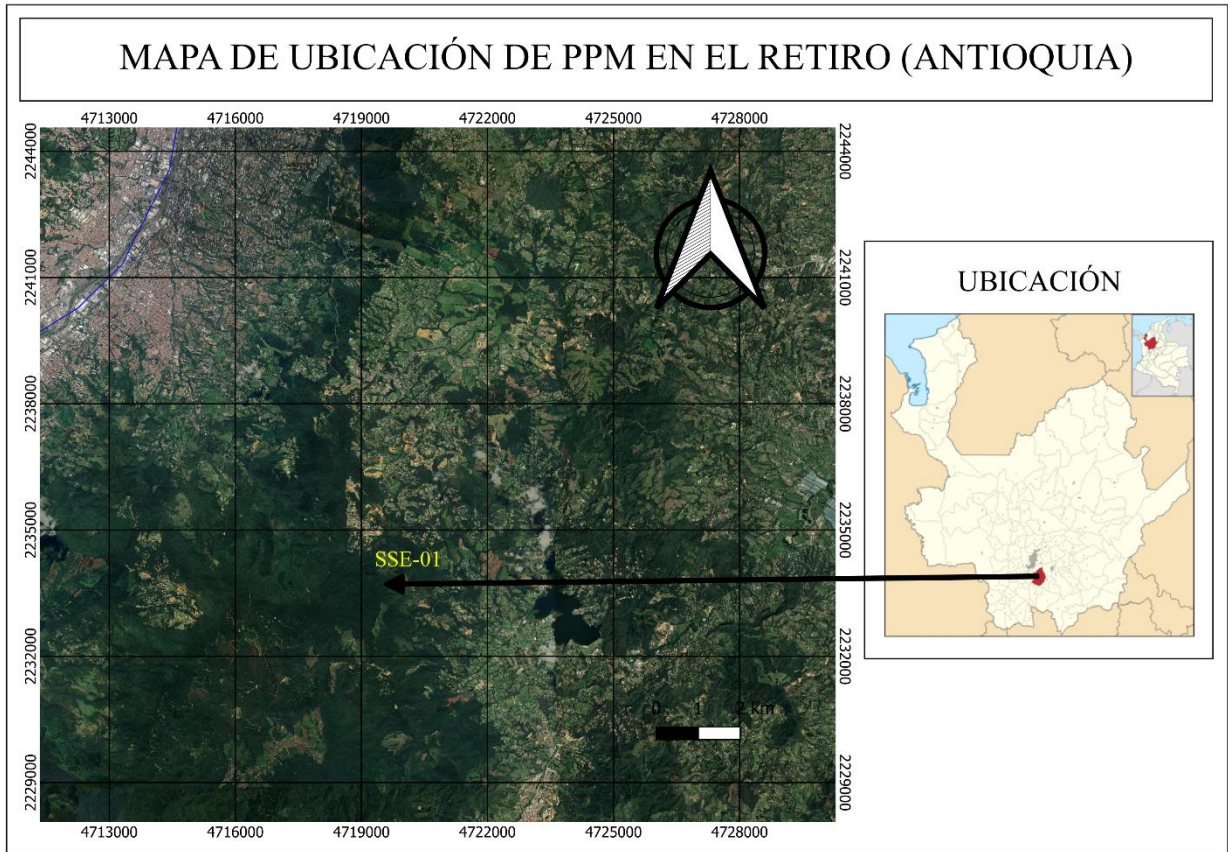 MAPA DE UBICACIÓN DE PPM EN EL RETIRO (ANTIOQUIA)
4713000 4716000 4719000 4722000 4725000 4728000
2244000 2244000
2241000 2241000
UBICACIÓN
2238000 2238000
2235000 2235000
SSE-01
2232000 2232000
0 1 2 km
2229000 2229000
4713000 4716000 4719000 4722000 4725000 4728000